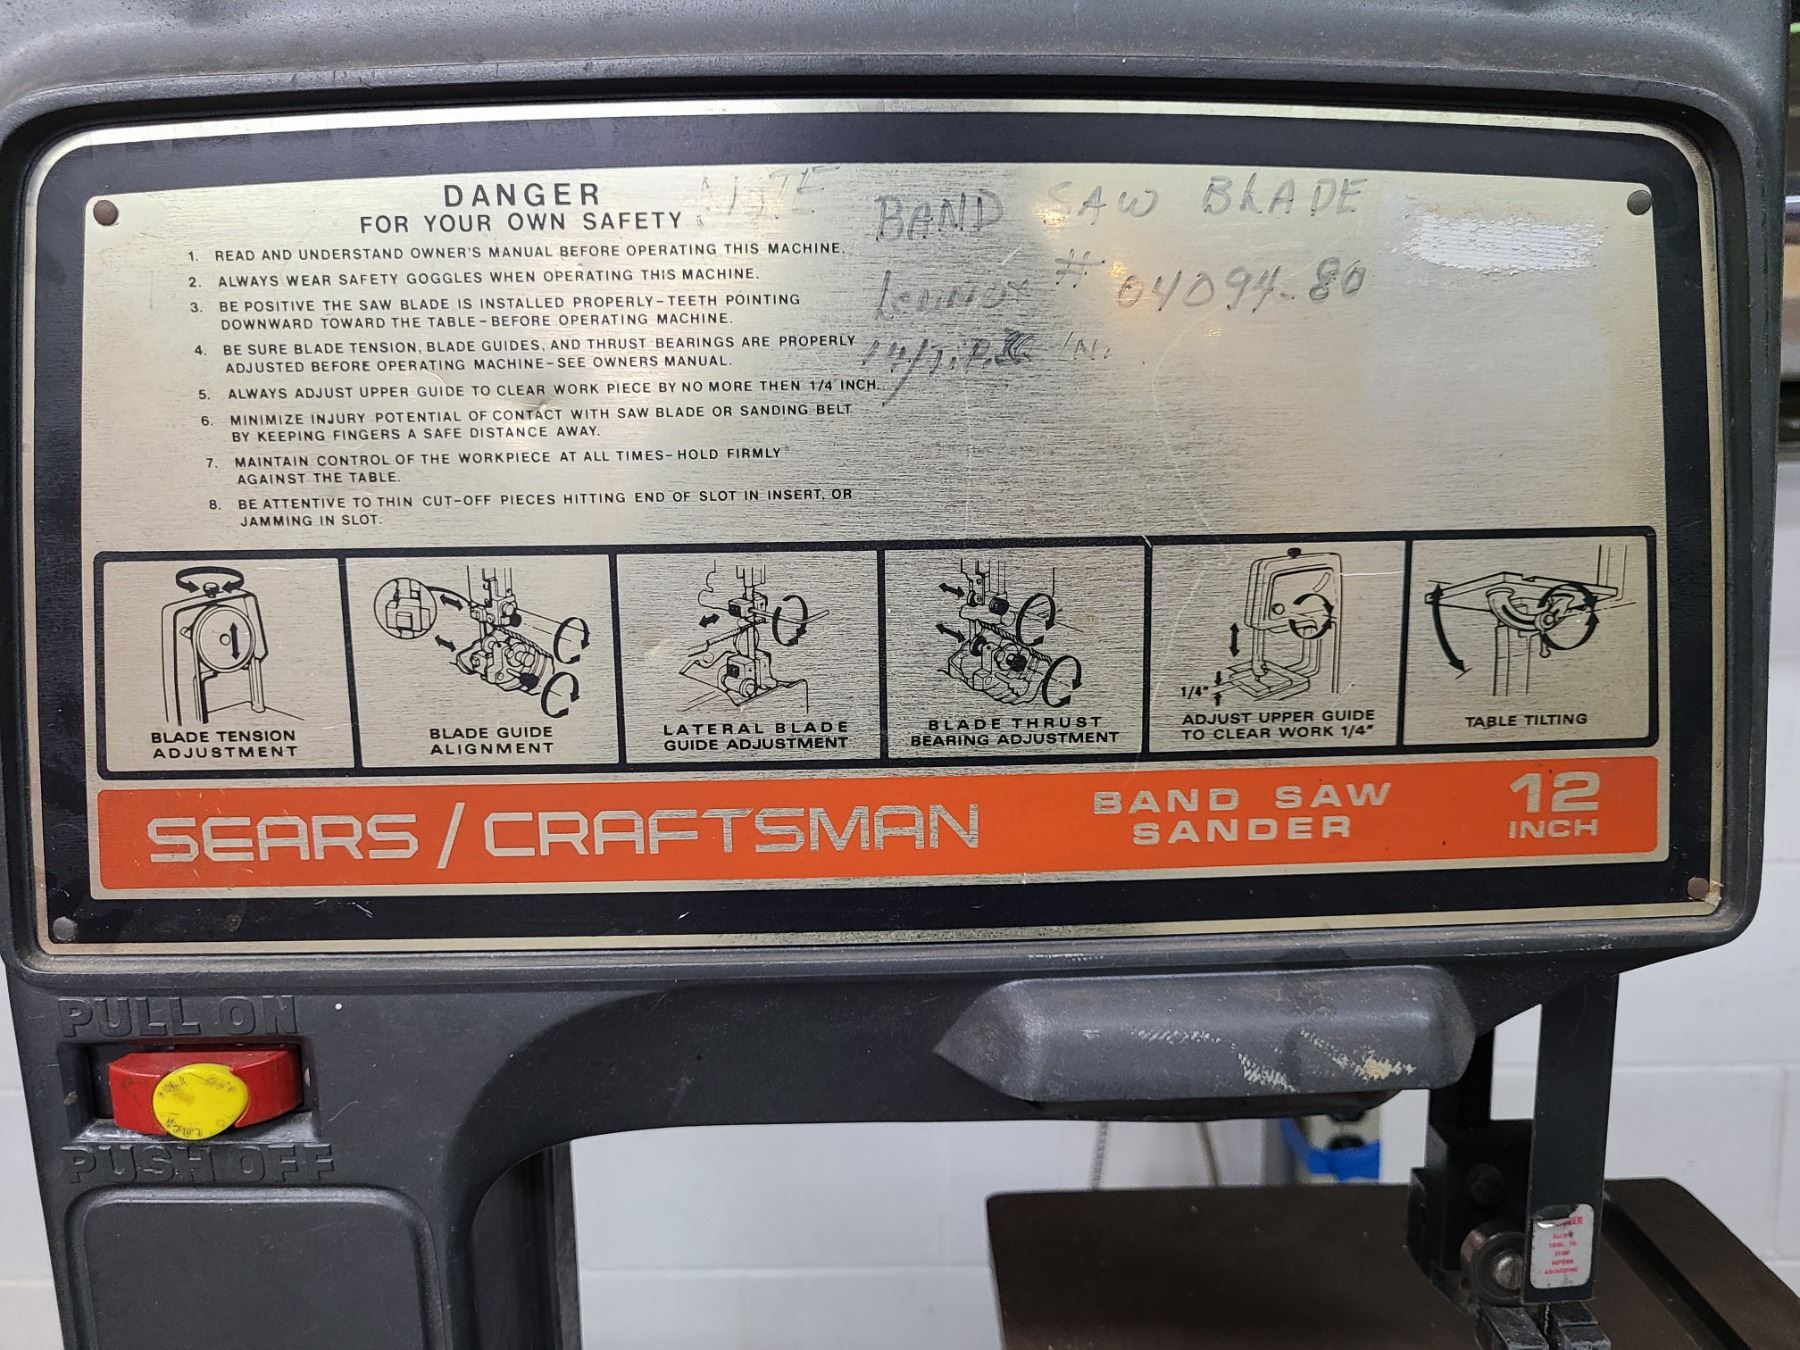 DANGER
FOR YOUR OWN SAFETY
1. READ AND UNDERSTAND OWNER'S MANUAL BEFORE OPERATING THIS MACHINE.
2. ALWAYS WEAR SAFETY GOGGLES WHEN OPERATING THIS MACHINE.
3. BE POSITIVE THE SAW BLADE IS INSTALLED PROPERLY-TEETH POINTING
DOWNWARD TOWARD THE TABLE-BEFORE OPERATING MACHINE.
4. BE SURE BLADE TENSION, BLADE GUIDES, AND THRUST BEARINGS ARE PROPERLY
ADJUSTED BEFORE OPERATING MACHINE-SEE OWNERS MANUAL.
5. ALWAYS ADJUST UPPER GUIDE TO CLEAR WORK PIECE BY NO MORE THEN 1/4 INCH.
6. MINIMIZE INJURY POTENTIAL OF CONTACT WITH SAW BLADE OR SANDING BELT
BY KEEPING FINGERS A SAFE DISTANCE AWAY.
7. MAINTAIN CONTROL OF THE WORKPIECE AT ALL TIMES-HOLD FIRMLY
AGAINST THE TABLE.
8. BE ATTENTIVE TO THIN CUT-OFF PIECES HITTING END OF SLOT IN INSERT, OR
JAMMING IN SLOT.
NOTE BAND SAW BLADE
Lennox # 04094-80
IN.
BLADE TENSION
ADJUSTMENT
BLADE GUIDE
ALIGNMENT
LATERAL BLADE
GUIDE ADJUSTMENT
BLADE THRUST
BEARING ADJUSTMENT
1/4"
ADJUST UPPER GUIDE
TO CLEAR WORK 1/4"
TABLE TILTING
SEARS/CRAFTSMAN
BAND SAW
SANDER
12
INCH
PULL ON
PUSH OFF
TOOL TO
STOP
BEFORE
ADJUSTING